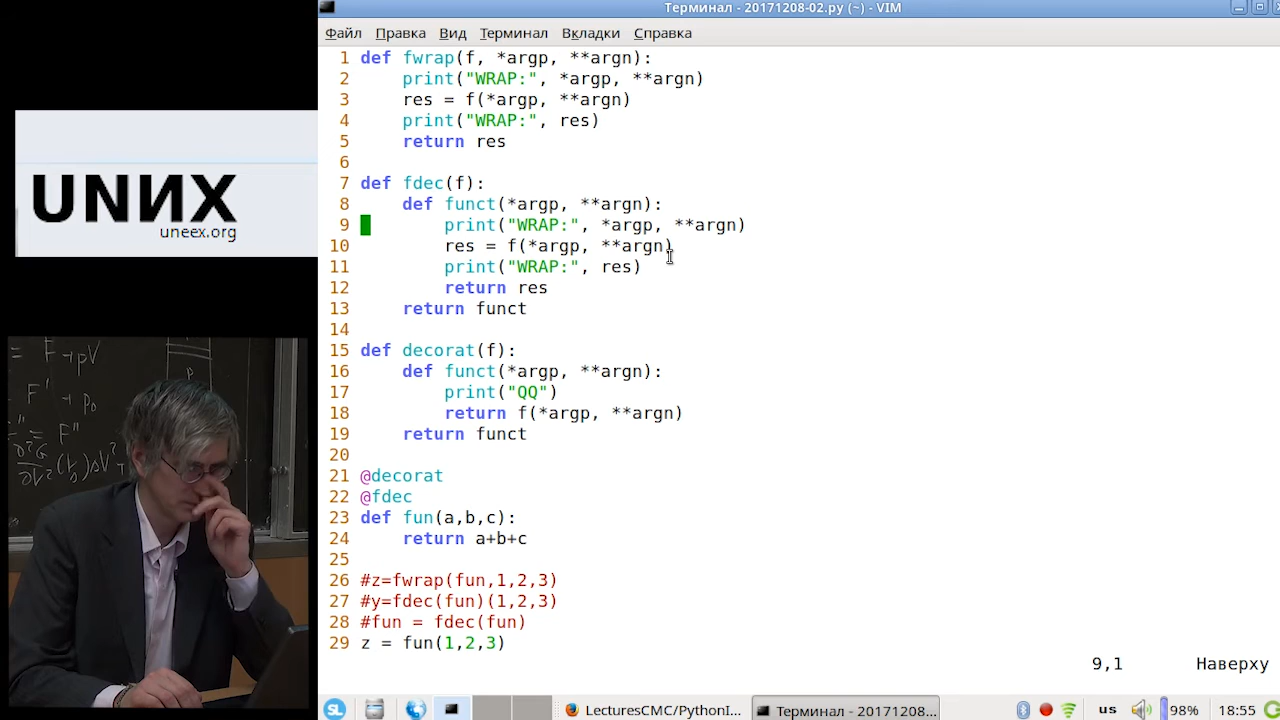 Терминал - 20171208-02.py (~) - VIM
Файл Правка Вид Терминал Вкладки Справка
1 def fwrap(f, *argp, **argn):
2 print("WRAP:", *argp, **argn)
3 res = f(*argp, **argn)
4 print("WRAP:", res)
5 return res
6
7 def fdec(f):
8 def funct(*argp, **argn):
9 print("WRAP:", *argp, **argn)
10 res = f(*argp, **argn)
11 print("WRAP:", res)
12 return res
13 return funct
14
15 def decorat(f):
16 def funct(*argp, **argn):
17 print("QQ")
18 return f(*argp, **argn)
19 return funct
20
21 @decorat
22 @fdec
23 def fun(a,b,c):
24 return a+b+c
25
26 #z=fwrap(fun,1,2,3)
27 #y=fdec(fun)(1,2,3)
28 #fun = fdec(fun)
29 z = fun(1,2,3)
9,1 Наверху
UNИX
uneex.org
= F → pV
F' → p₀
= F"
SL LecturesCMC/PythonI... Терминал - 20171208... us 98% 18:55